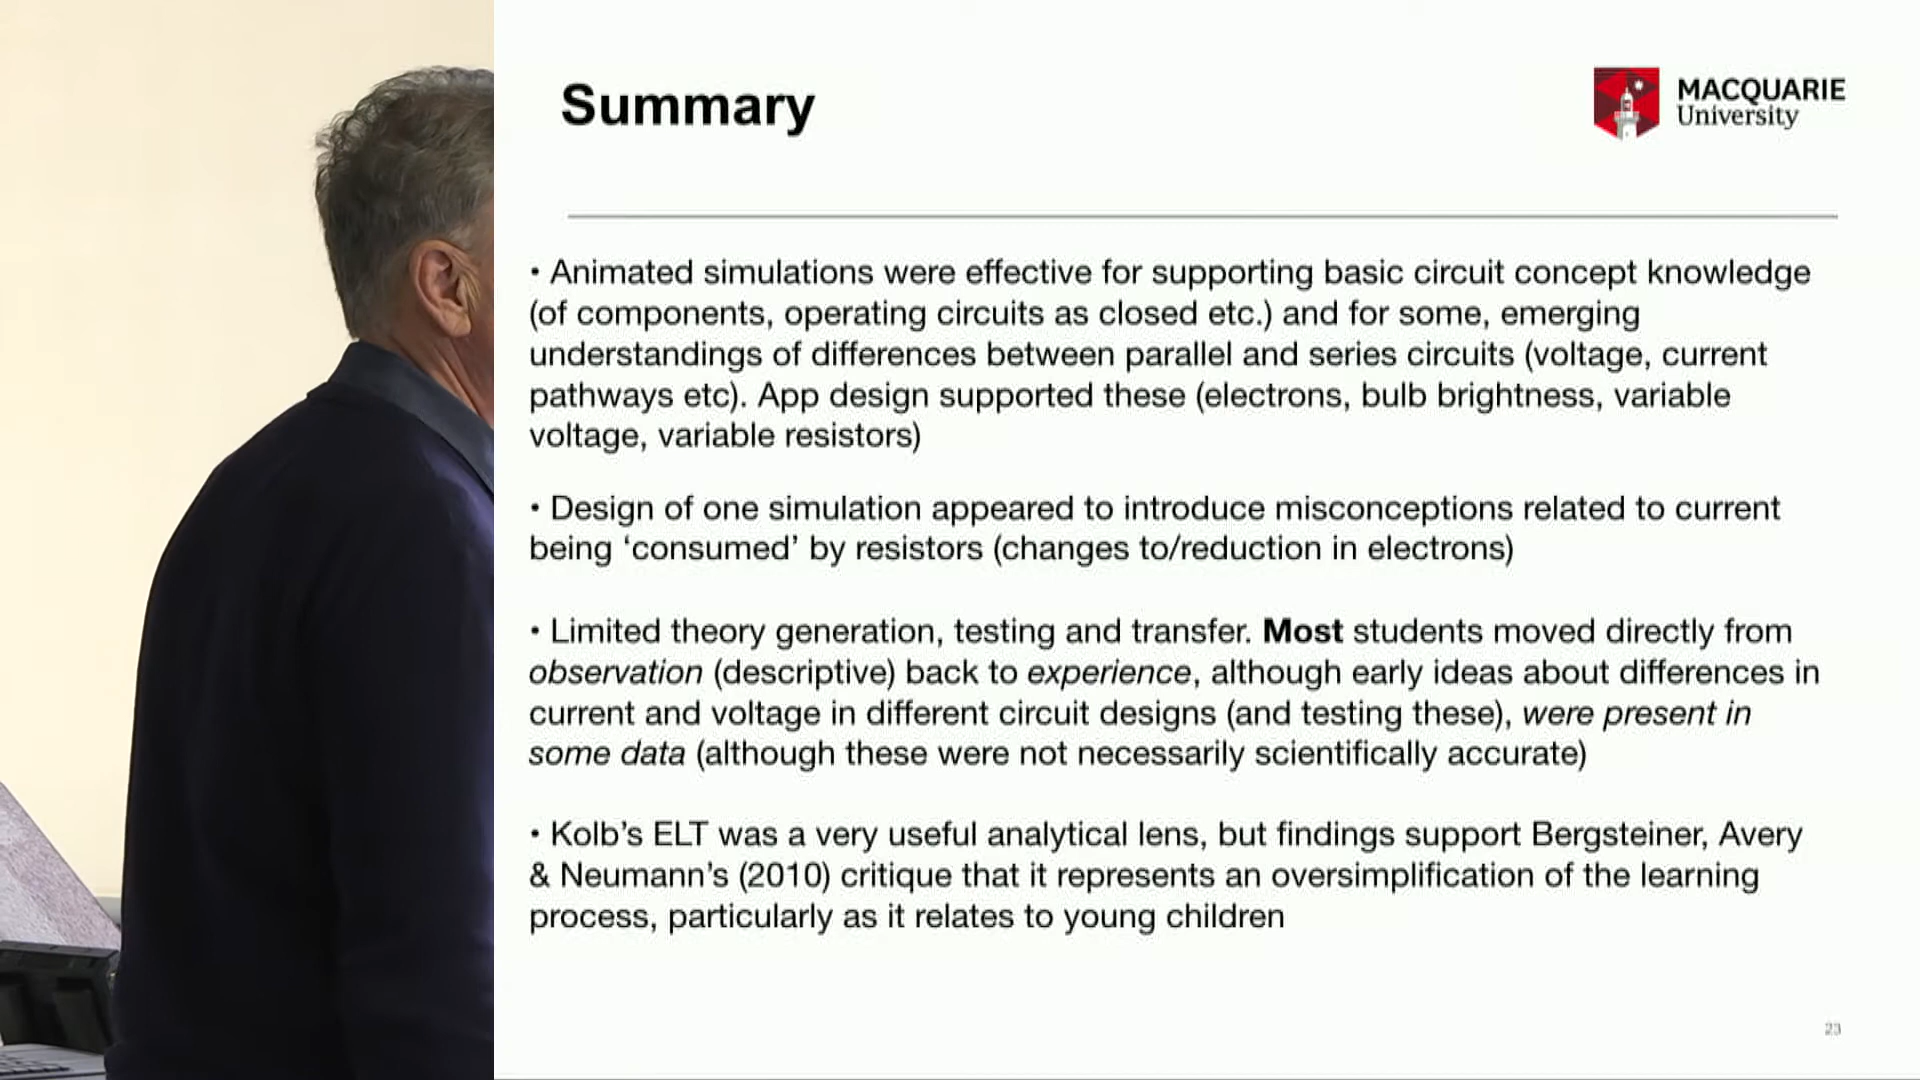 Summary
MACQUARIE
University
• Animated simulations were effective for supporting basic circuit concept knowledge
(of components, operating circuits as closed etc.) and for some, emerging
understandings of differences between parallel and series circuits (voltage, current
pathways etc). App design supported these (electrons, bulb brightness, variable
voltage, variable resistors)
• Design of one simulation appeared to introduce misconceptions related to current
being ‘consumed’ by resistors (changes to/reduction in electrons)
• Limited theory generation, testing and transfer. Most students moved directly from
observation (descriptive) back to experience, although early ideas about differences in
current and voltage in different circuit designs (and testing these), were present in
some data (although these were not necessarily scientifically accurate)
• Kolb’s ELT was a very useful analytical lens, but findings support Bergsteiner, Avery
& Neumann’s (2010) critique that it represents an oversimplification of the learning
process, particularly as it relates to young children
23